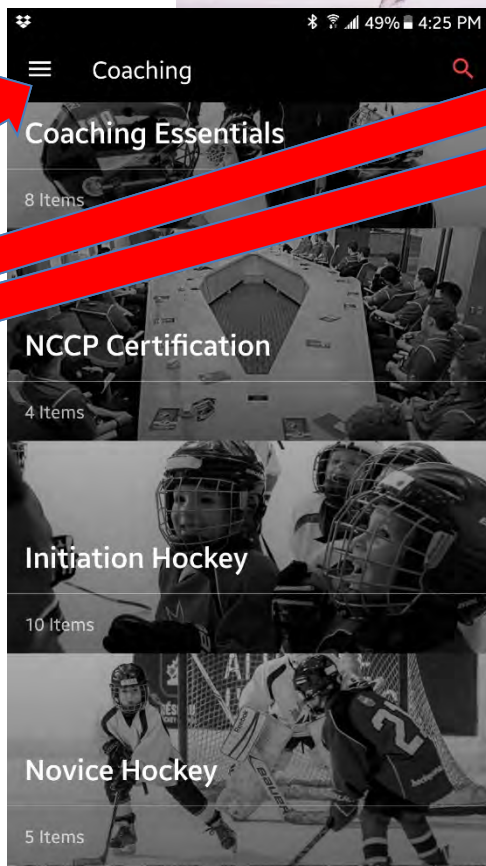 49% 4:25 PM
Coaching
Coaching Essentials
8 Items
NCCP Certification
4 Items
Initiation Hockey
10 Items
Novice Hockey
5 Items